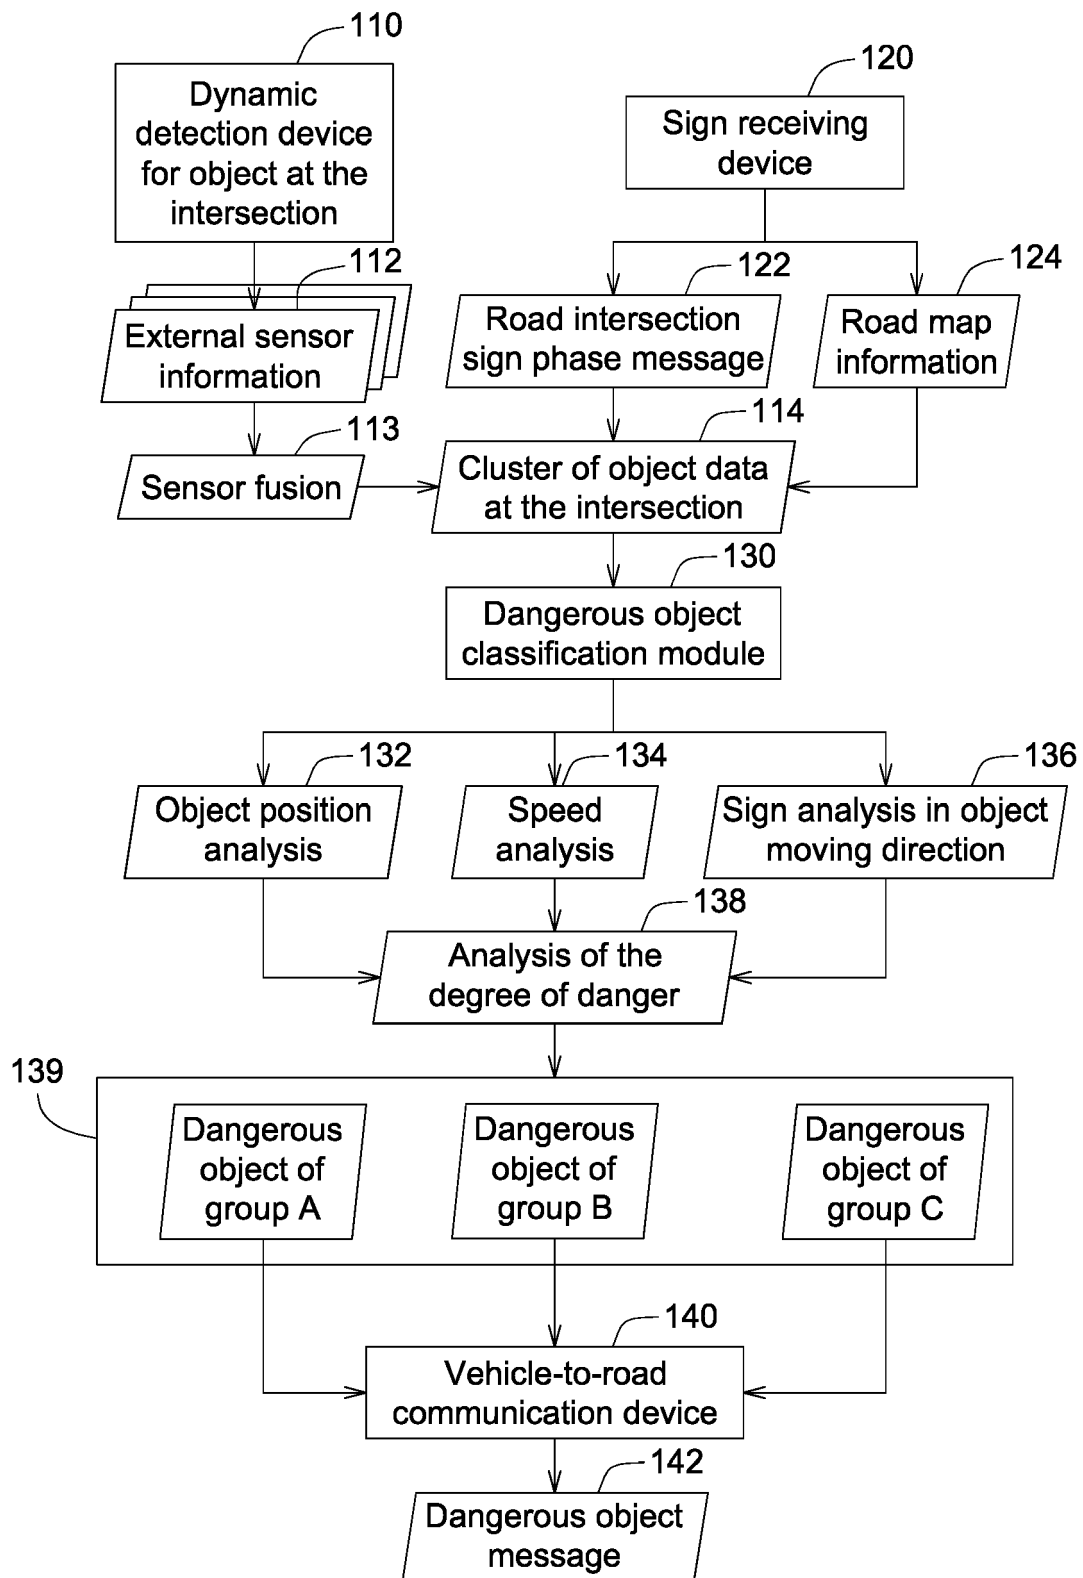 110
Dynamic
detection device
for object at the
intersection
120
Sign receiving
device
112
External sensor
information
122
Road intersection
sign phase message
124
Road map
information
113
Sensor fusion
114
Cluster of object data
at the intersection
130
Dangerous object
classification module
132
Object position
analysis
134
Speed
analysis
136
Sign analysis in object
moving direction
138
Analysis of the
degree of danger
139
Dangerous
object of
group A
Dangerous
object of
group B
Dangerous
object of
group C
140
Vehicle-to-road
communication device
142
Dangerous object
message